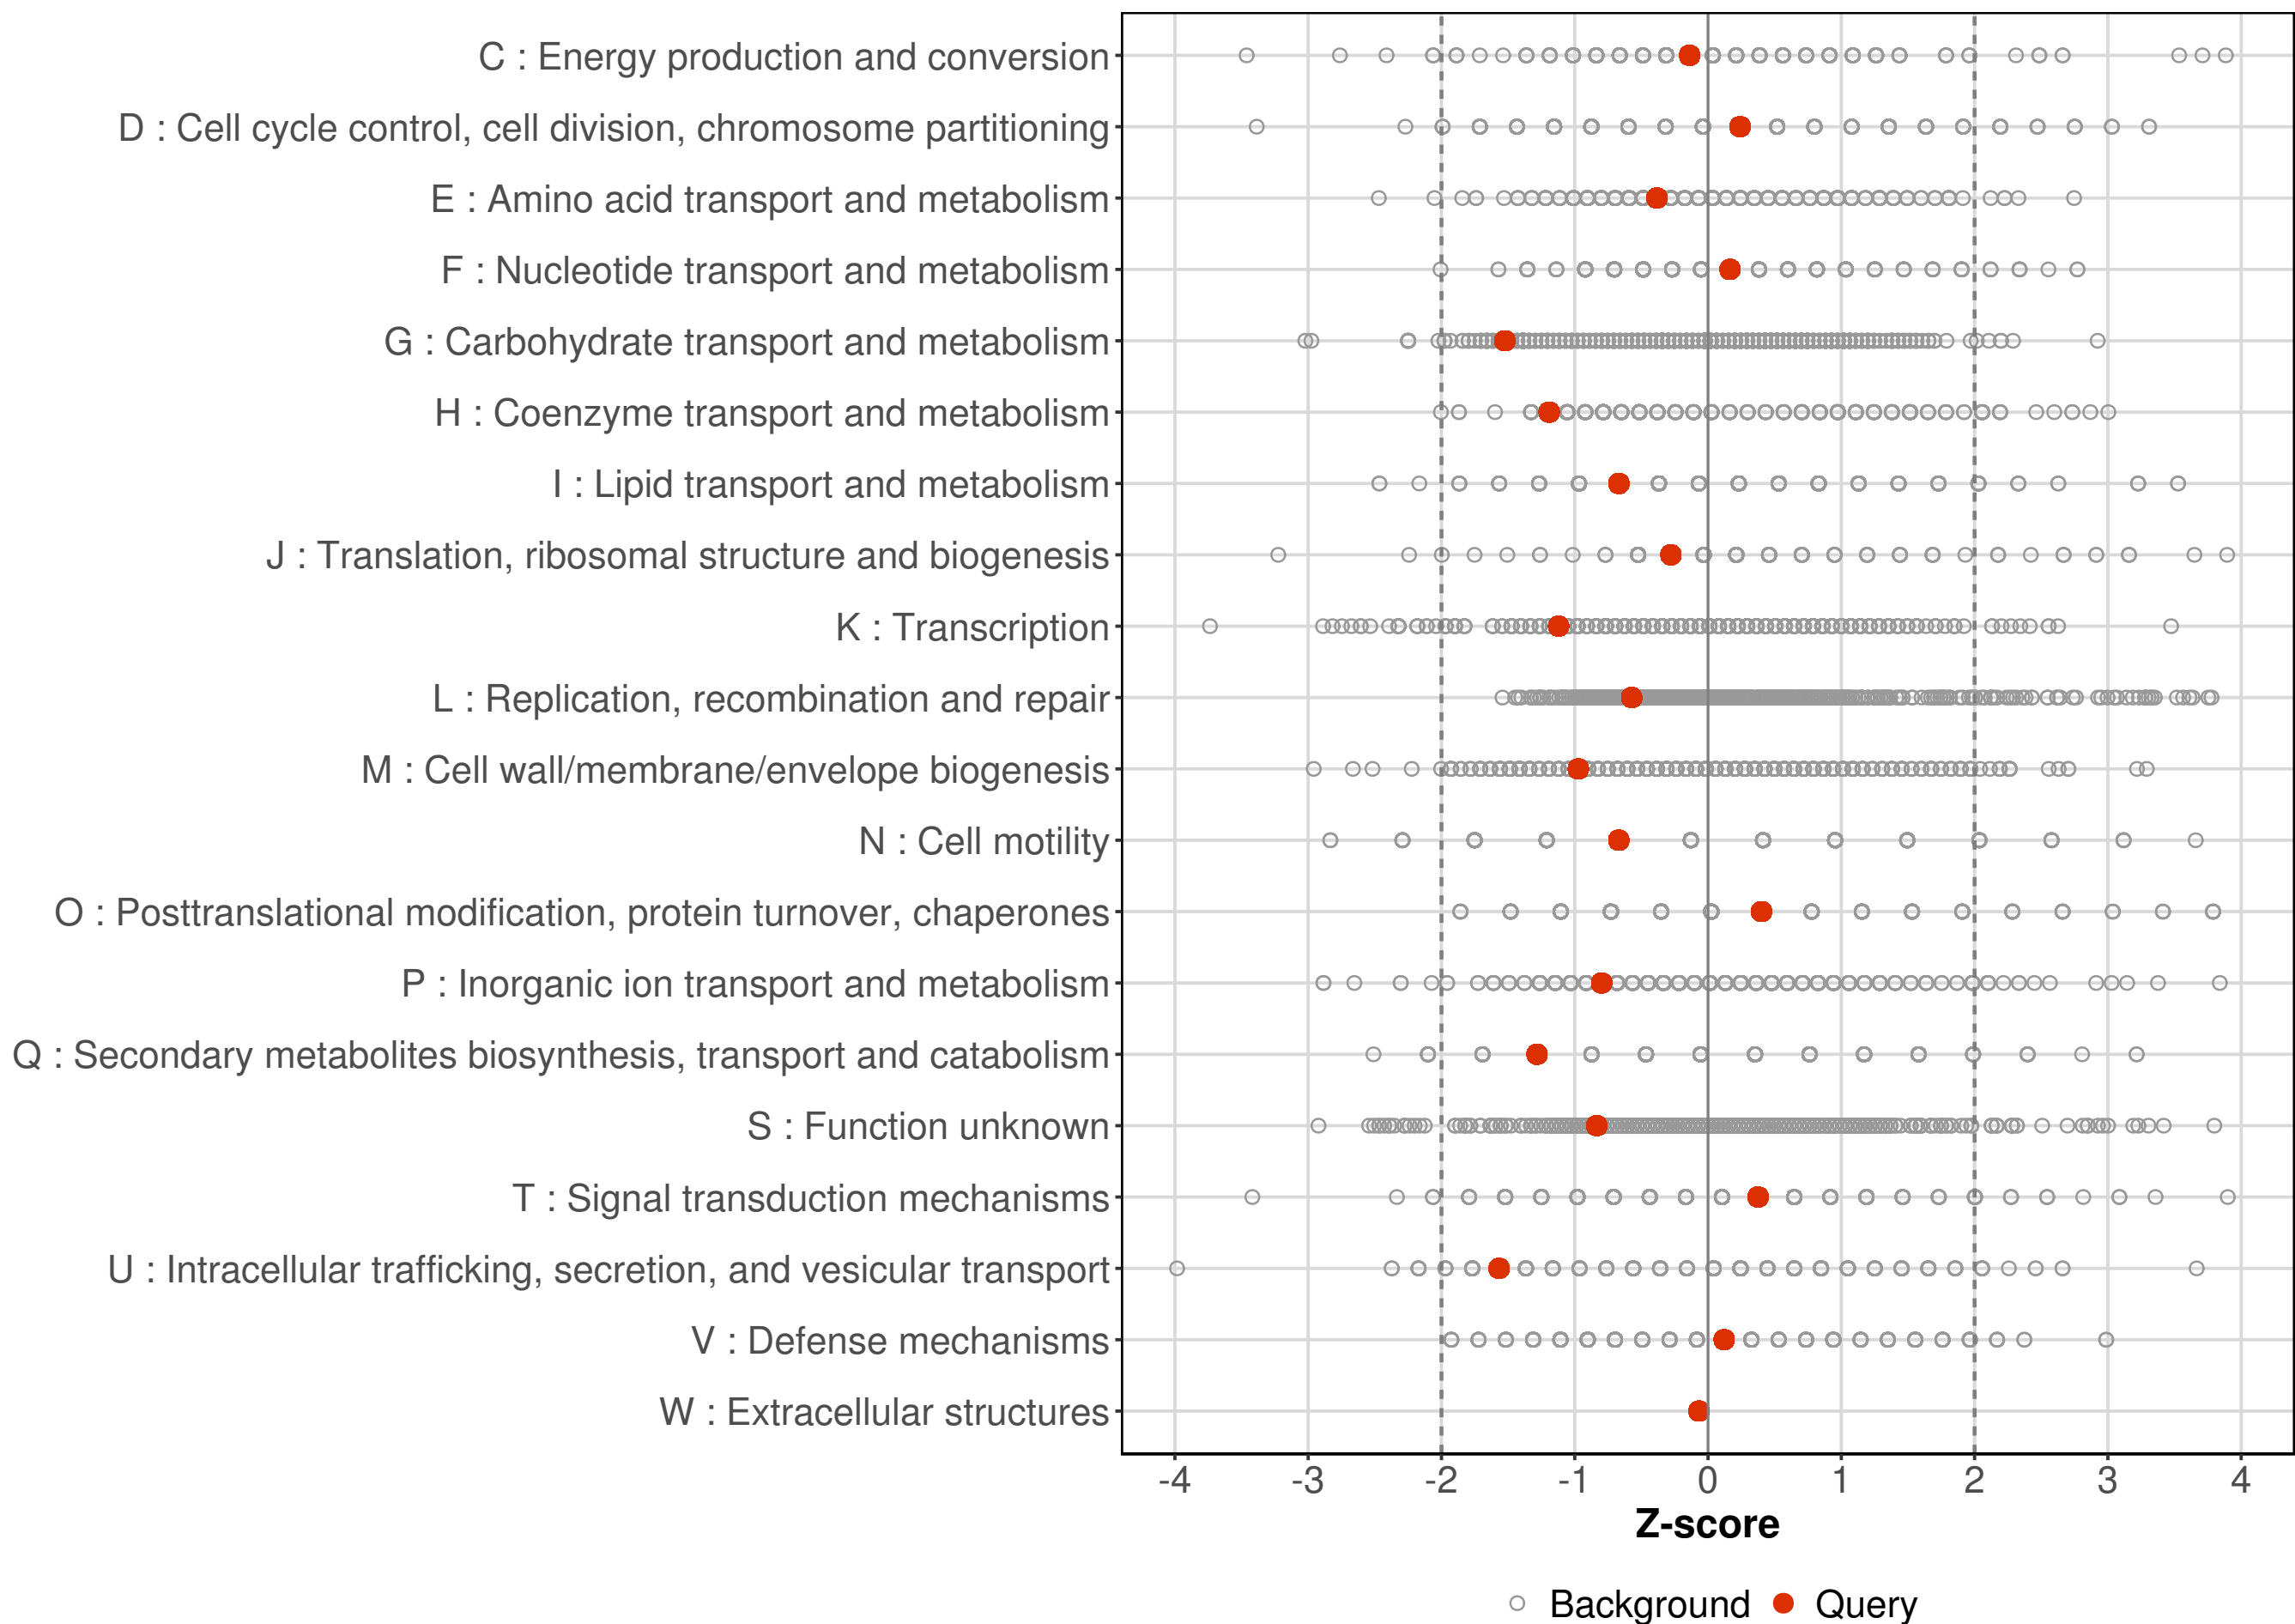 C : Energy production and conversion
D : Cell cycle control, cell division, chromosome partitioning
E : Amino acid transport and metabolism
F : Nucleotide transport and metabolism
G : Carbohydrate transport and metabolism
H : Coenzyme transport and metabolism
I : Lipid transport and metabolism
J : Translation, ribosomal structure and biogenesis
K : Transcription
L : Replication, recombination and repair
M : Cell wall/membrane/envelope biogenesis
N : Cell motility
O : Posttranslational modification, protein turnover, chaperones
P : Inorganic ion transport and metabolism
Q : Secondary metabolites biosynthesis, transport and catabolism
S : Function unknown
T : Signal transduction mechanisms
U : Intracellular trafficking, secretion, and vesicular transport
V : Defense mechanisms
W : Extracellular structures
-4 -3 -2 -1 0 1 2 3 4
Z-score
Background Query